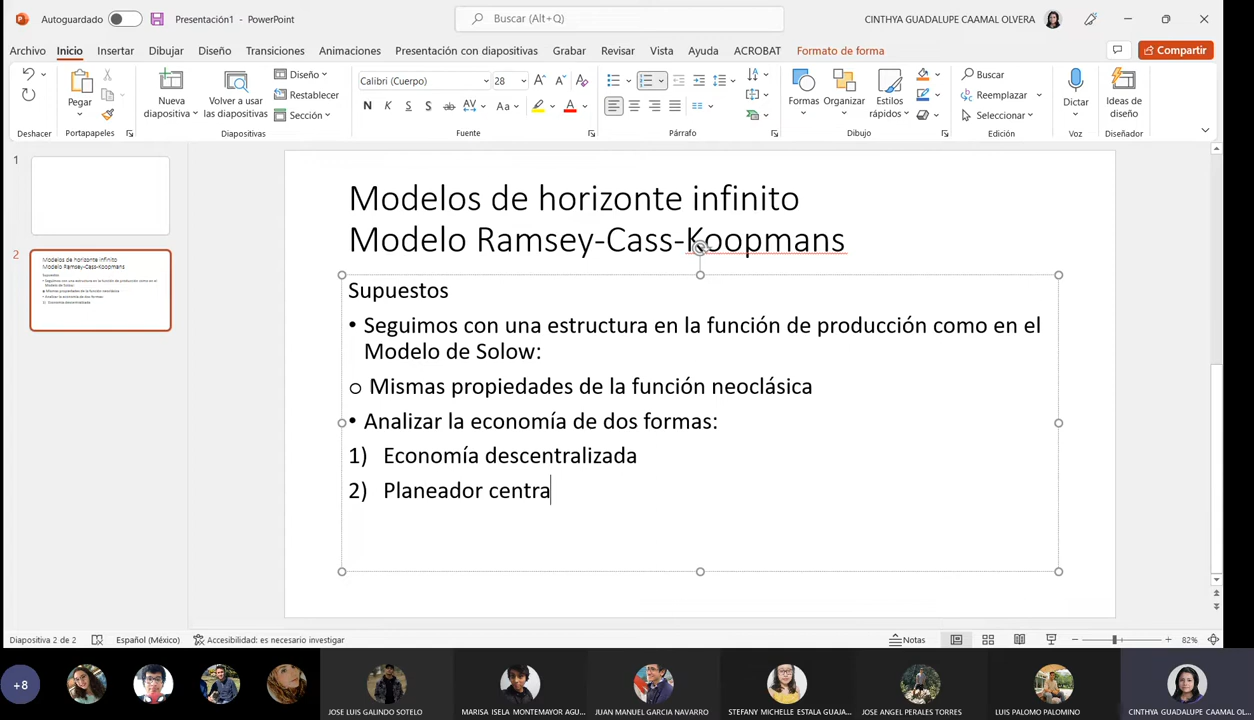 Autoguardado
Presentación1 - PowerPoint
Buscar (Alt+Q)
CINTHYA GUADALUPE CAAMAL OLVERA
Archivo Inicio Insertar Dibujar Diseño Transiciones Animaciones Presentación con diapositivas Grabar Revisar Vista Ayuda ACROBAT Formato de forma
Compartir
Deshacer
Pegar
Portapapeles
Nueva diapositiva
Volver a usar las diapositivas
Diseño
Restablecer
Sección
Diapositivas
Calibri (Cuerpo) 28
N K S S ab AV Aa A
Fuente
Párrafo
Formas
Organizar
Estilos rápidos
Dibujo
Buscar
Reemplazar
Seleccionar
Edición
Dictar
Voz
Ideas de diseño
Diseñador
1
2
Modelos de horizonte infinito
Modelo Ramsey-Cass-Koopmans
Supuestos
• Seguimos con una estructura en la función de producción como en el
Modelo de Solow:
o Mismas propiedades de la función neoclásica
• Analizar la economía de dos formas:
1) Economía descentralizada
2) Planeador centra
Diapositiva 2 de 2
Español (México)
Accesibilidad: es necesario investigar
Notas
82%
+8
JOSE LUIS GALINDO SOTELO
MARISA ISELA MONTEMAYOR AGU...
JUAN MANUEL GARCIA NAVARRO
STEFANY MICHELLE ESTALA GUAJA...
JOSE ANGEL PERALES TORRES
LUIS PALOMO PALOMINO
CINTHYA GUADALUPE CAAMAL OL...